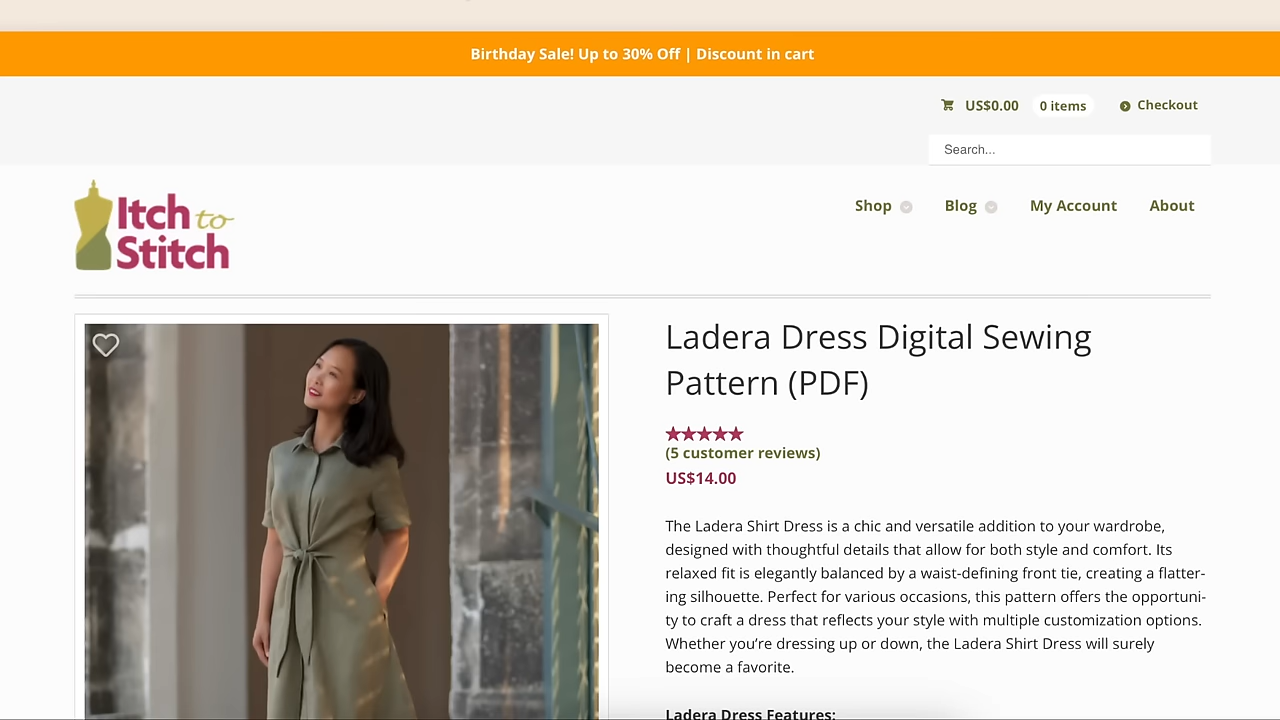 Birthday Sale! Up to 30% Off | Discount in cart
US$0.00 0 items Checkout
Search...
Itch to
Stitch
Shop Blog My Account About
Ladera Dress Digital Sewing
Pattern (PDF)
(5 customer reviews)
US$14.00
The Ladera Shirt Dress is a chic and versatile addition to your wardrobe,
designed with thoughtful details that allow for both style and comfort. Its
relaxed fit is elegantly balanced by a waist-defining front tie, creating a flatter-
ing silhouette. Perfect for various occasions, this pattern offers the opportuni-
ty to craft a dress that reflects your style with multiple customization options.
Whether you’re dressing up or down, the Ladera Shirt Dress will surely
become a favorite.
Ladera Dress Features: